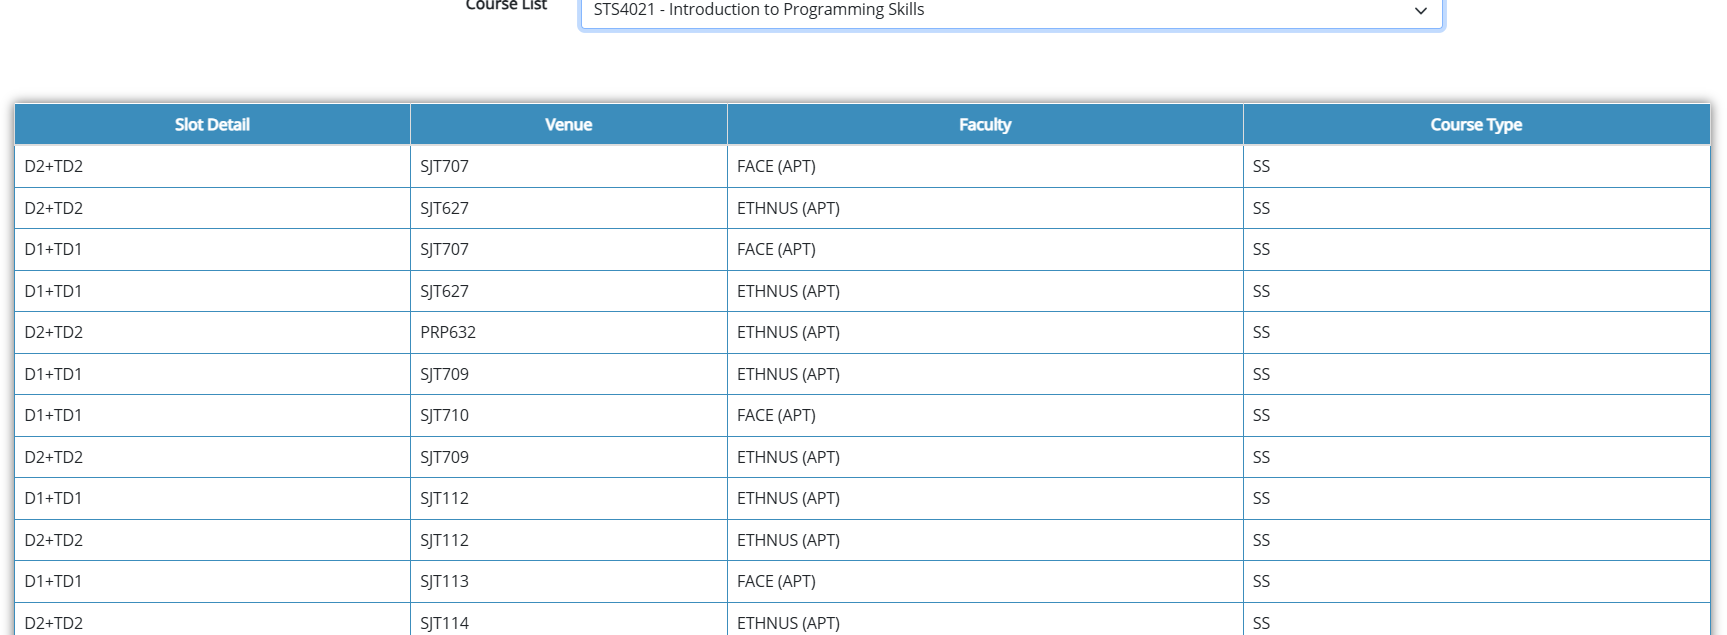 Course List STS4021 - Introduction to Programming Skills
Slot Detail Venue Faculty Course Type
D2+TD2 SJT707 FACE (APT) SS
D2+TD2 SJT627 ETHNUS (APT) SS
D1+TD1 SJT707 FACE (APT) SS
D1+TD1 SJT627 ETHNUS (APT) SS
D2+TD2 PRP632 ETHNUS (APT) SS
D1+TD1 SJT709 ETHNUS (APT) SS
D1+TD1 SJT710 FACE (APT) SS
D2+TD2 SJT709 ETHNUS (APT) SS
D1+TD1 SJT112 ETHNUS (APT) SS
D2+TD2 SJT112 ETHNUS (APT) SS
D1+TD1 SJT113 FACE (APT) SS
D2+TD2 SJT114 ETHNUS (APT) SS